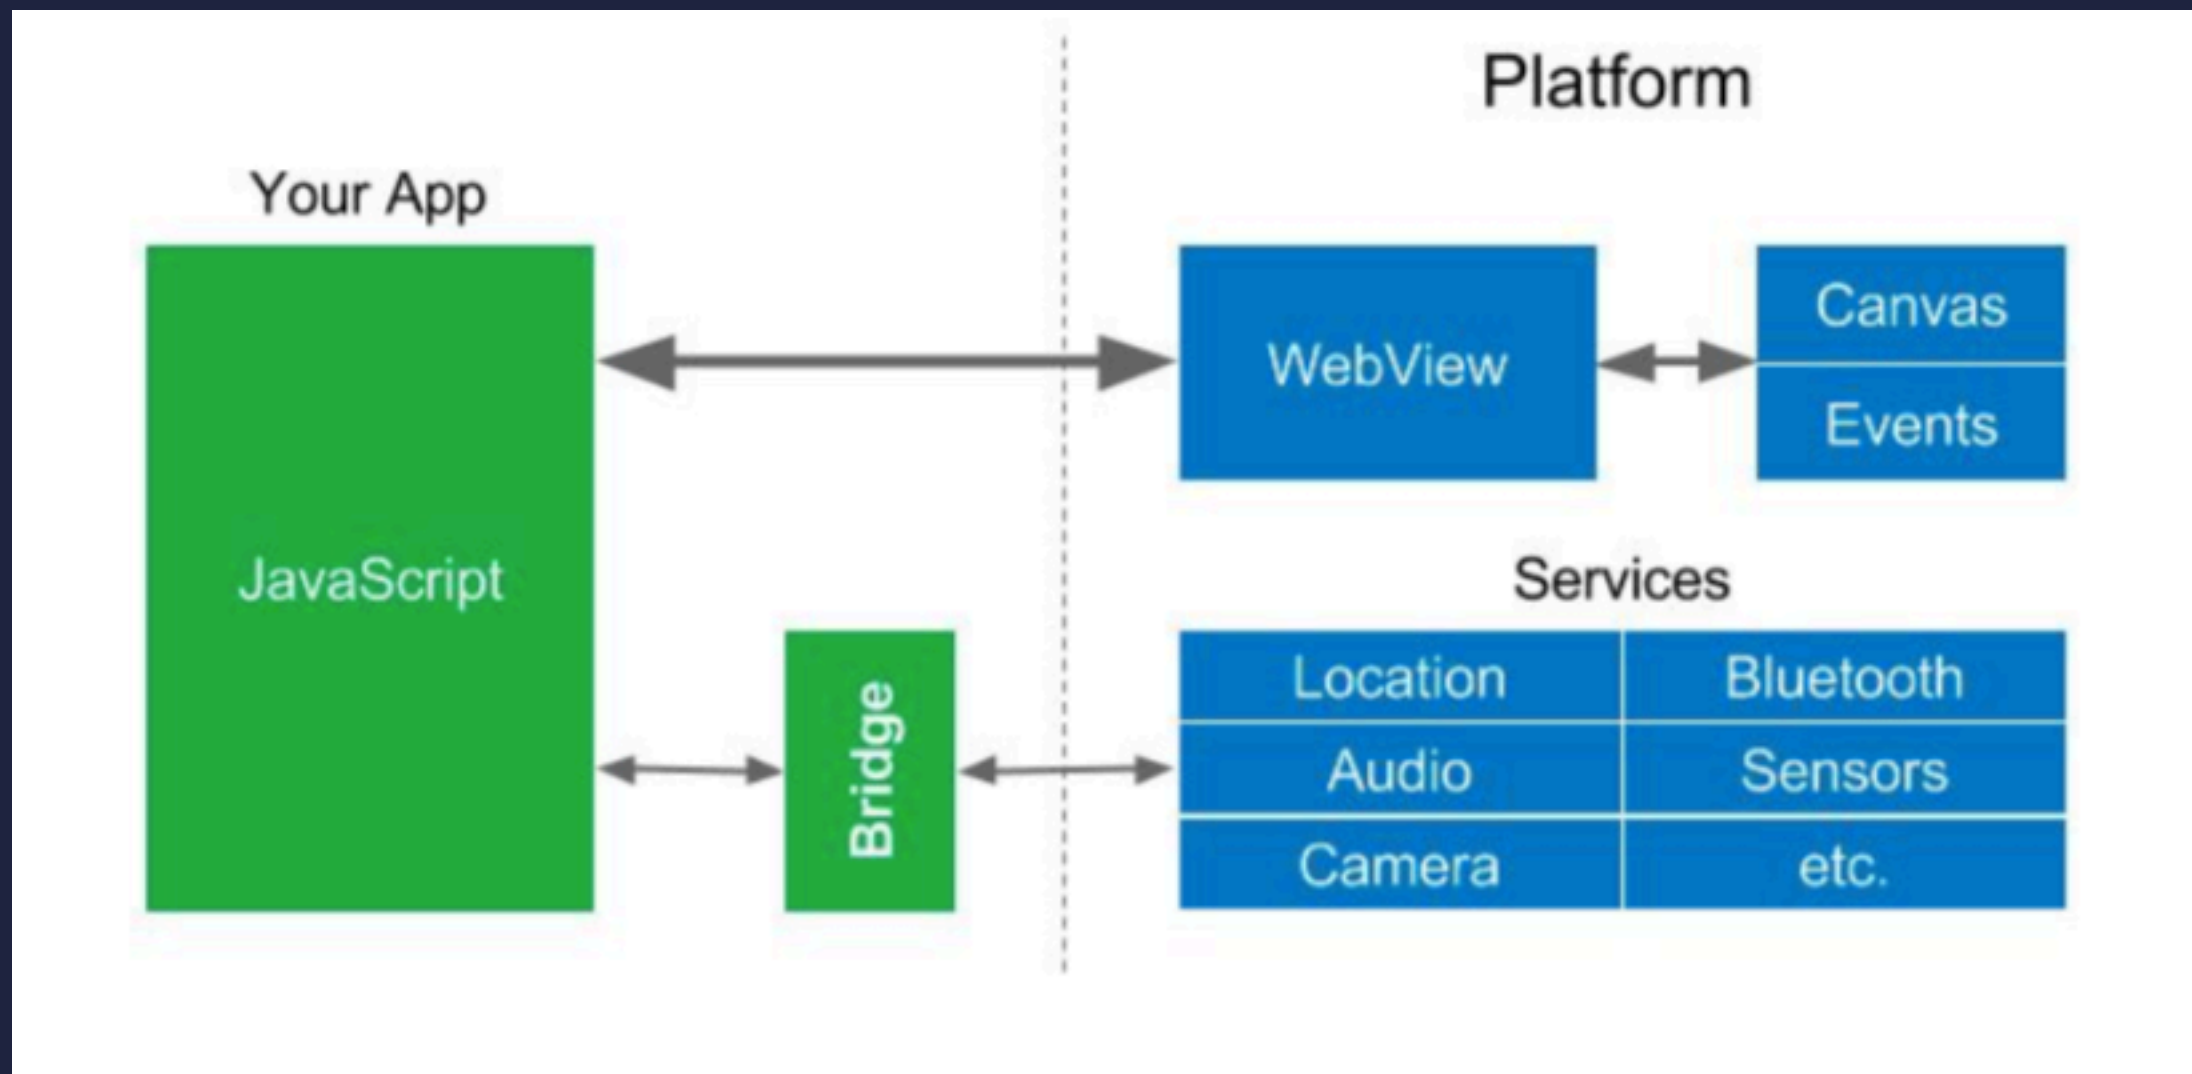 Platform
Your App
JavaScript
Bridge
WebView
Canvas
Events
Services
Location
Bluetooth
Audio
Sensors
Camera
etc.